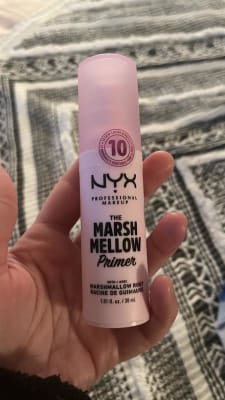 10
NYX
PROFESSIONAL
MAKEUP
THE
MARSH
MELLOW
Primer
MARSHMALLOW ROOT
RACINE DE GUIMAUVE
1.01 fl. oz. / 30 ml